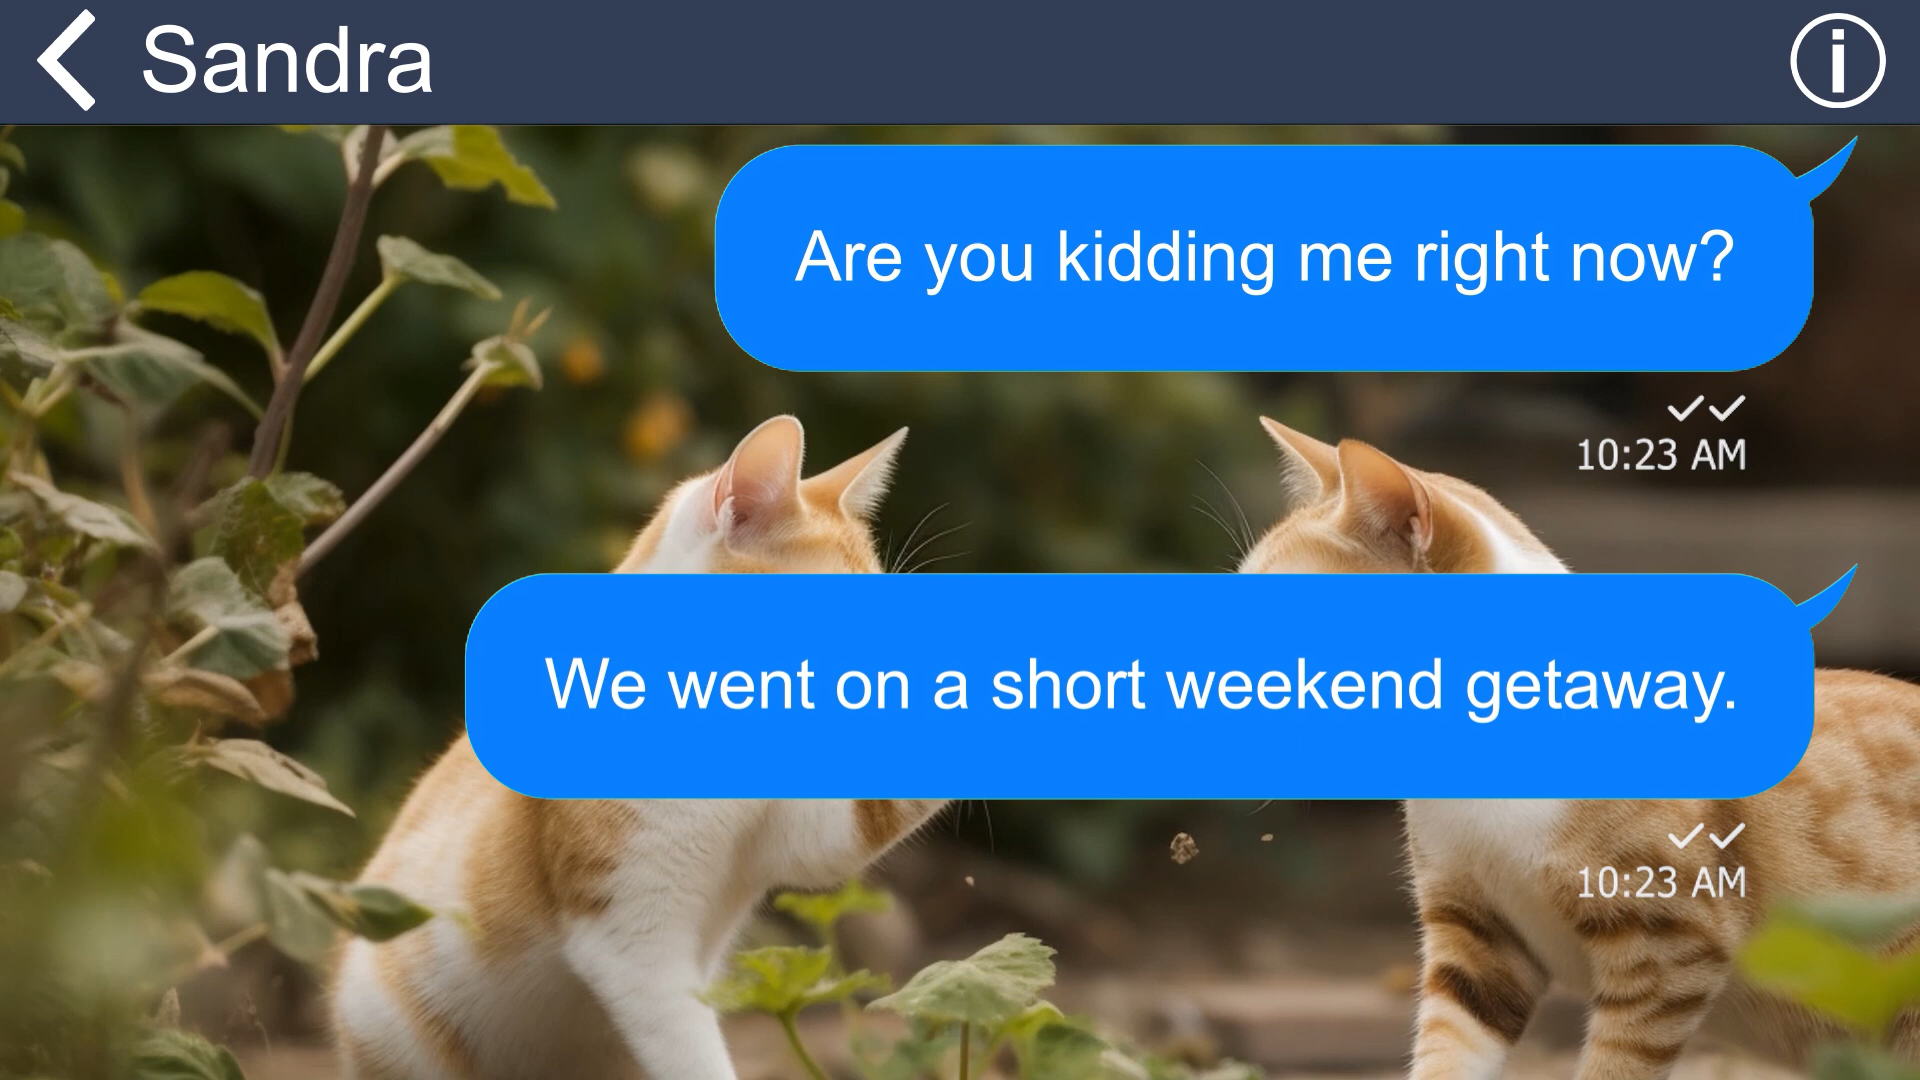 Sandra
Are you kidding me right now?
10:23 AM
We went on a short weekend getaway.
10:23 AM